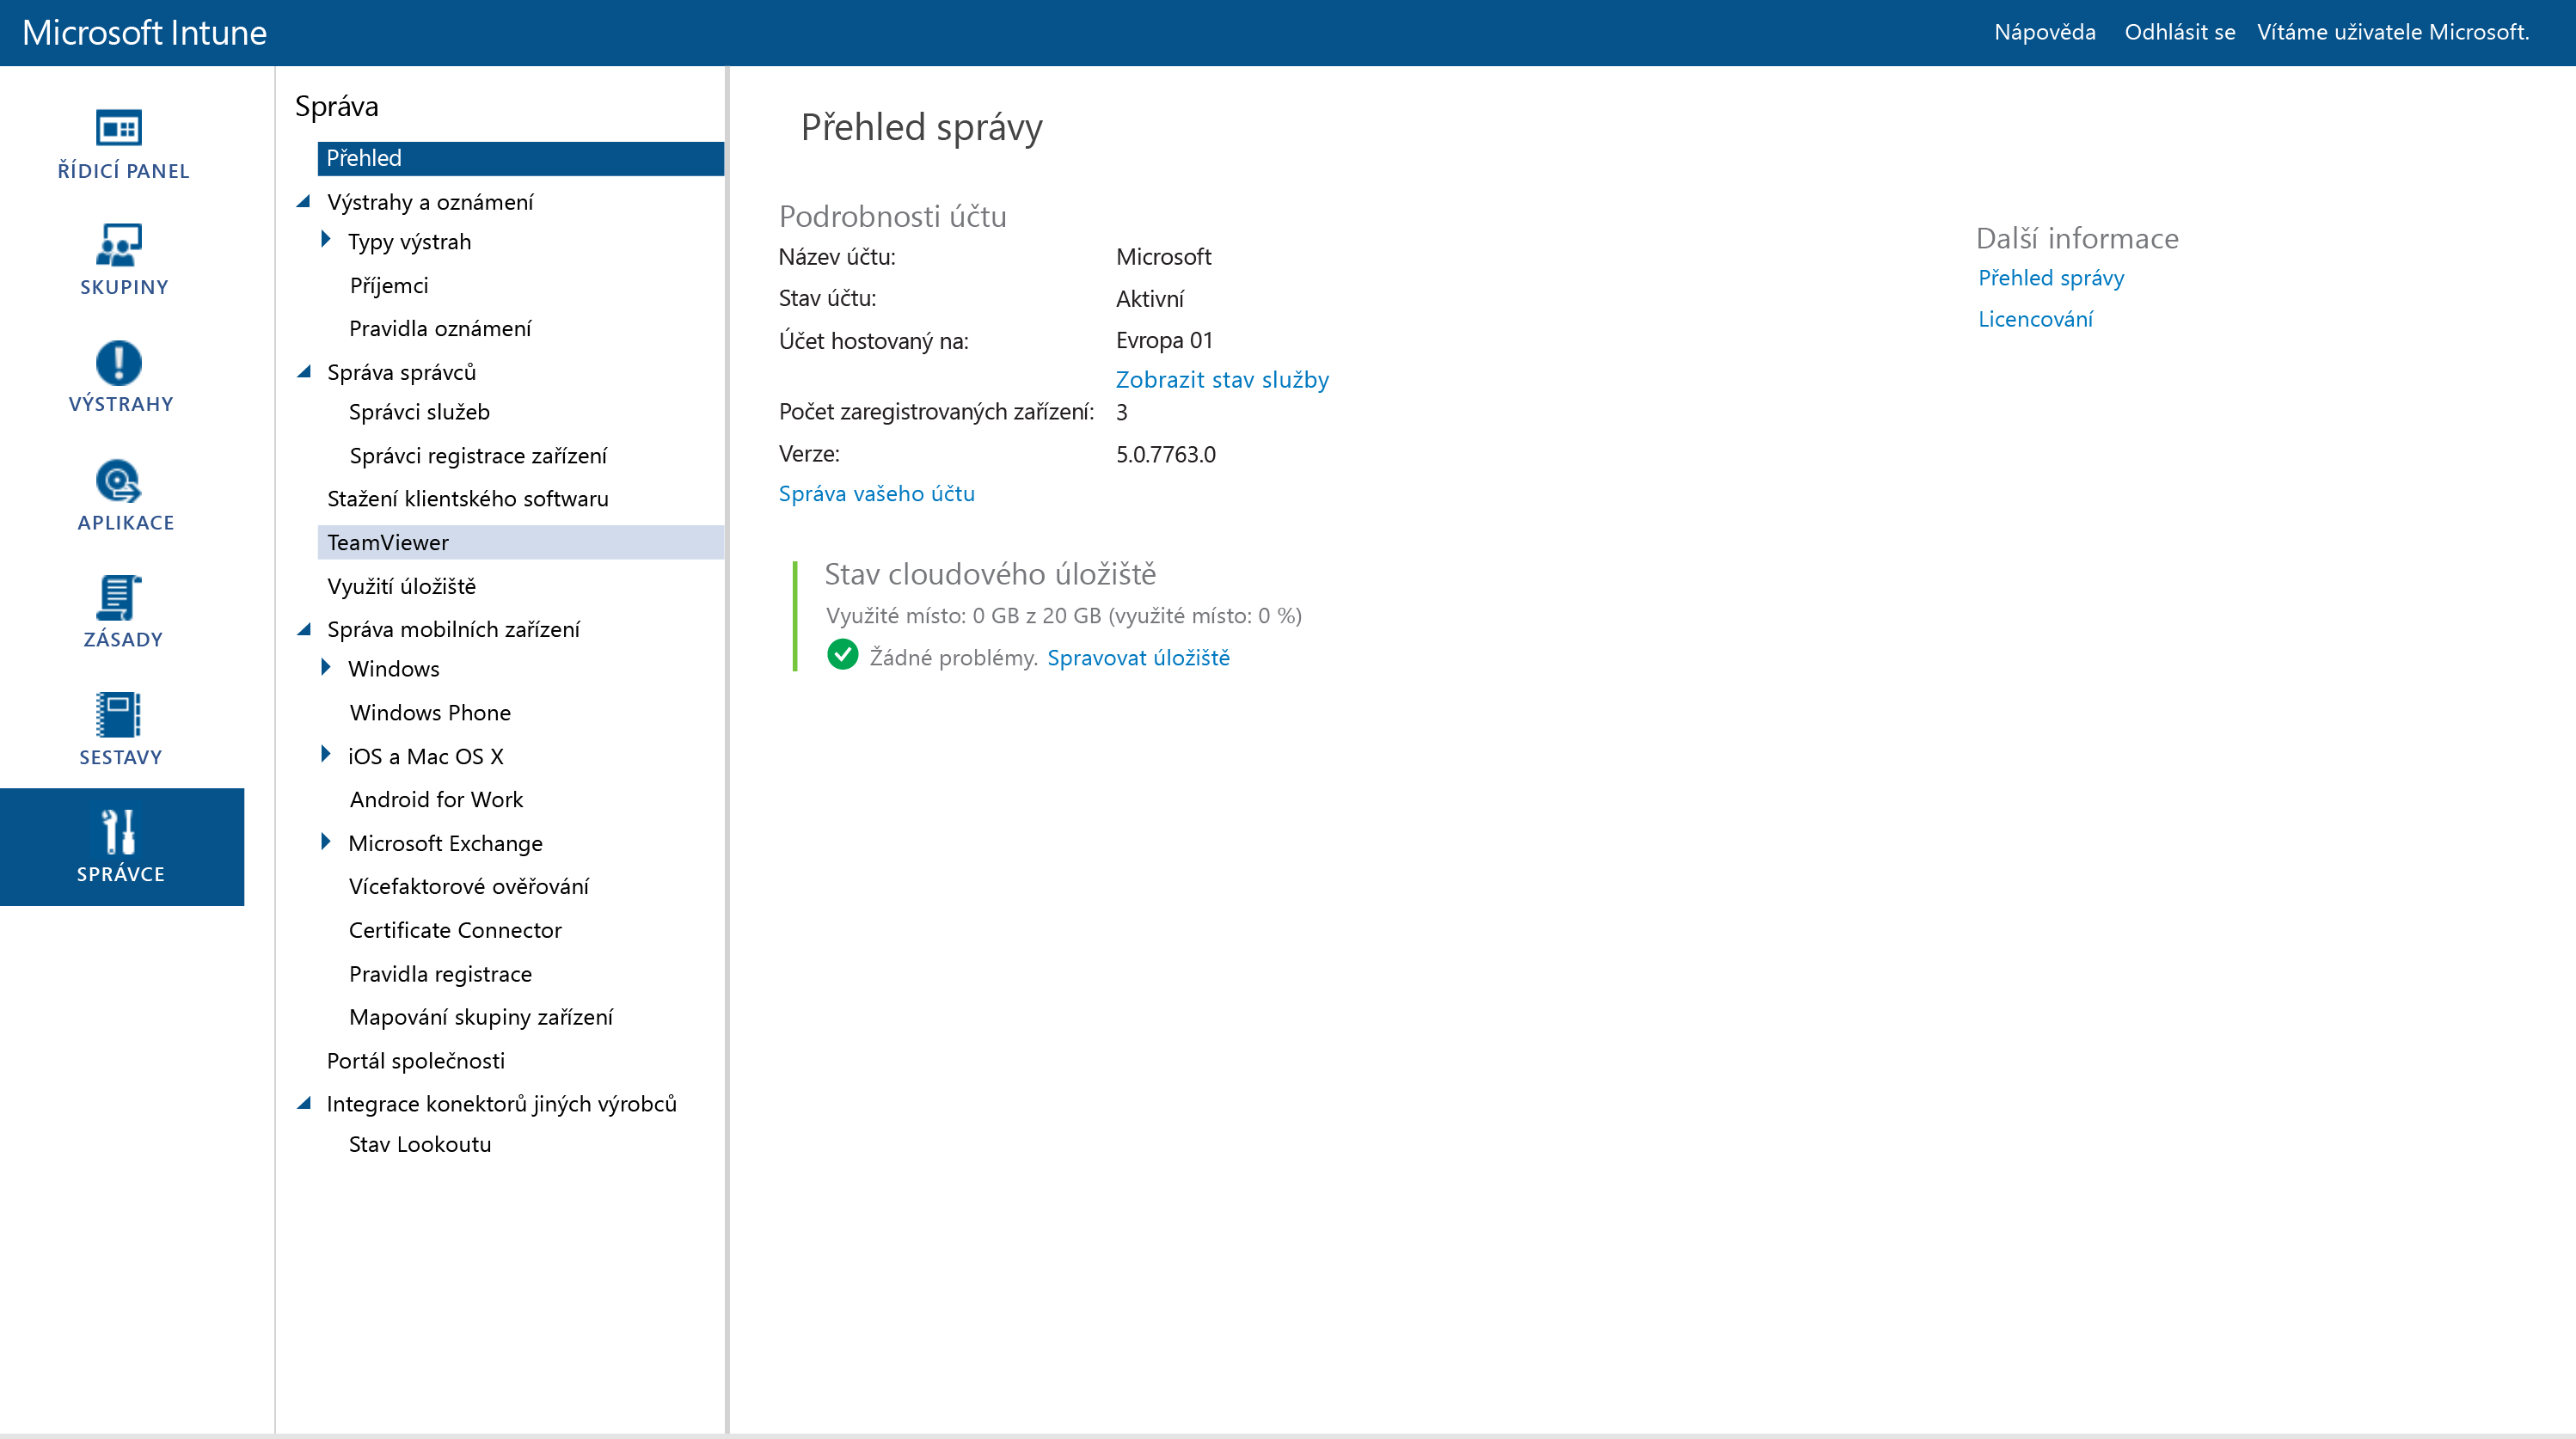 Microsoft Intune
Nápověda
Odhlásit se
Vítáme uživatele Microsoft.
ŘÍDICÍ PANEL
SKUPINY
VÝSTRAHY
APLIKACE
ZÁSADY
SESTAVY
SPRÁVCE
Správa
Přehled
Výstrahy a oznámení
Typy výstrah
Příjemci
Pravidla oznámení
Správa správců
Správci služeb
Správci registrace zařízení
Stažení klientského softwaru
TeamViewer
Využití úložiště
Správa mobilních zařízení
Windows
Windows Phone
iOS a Mac OS X
Android for Work
Microsoft Exchange
Vícefaktorové ověřování
Certificate Connector
Pravidla registrace
Mapování skupiny zařízení
Portál společnosti
Integrace konektorů jiných výrobců
Stav Lookoutu
Přehled správy
Podrobnosti účtu
Název účtu: Microsoft
Stav účtu: Aktivní
Účet hostovaný na: Evropa 01
Zobrazit stav služby
Počet zaregistrovaných zařízení: 3
Verze: 5.0.7763.0
Správa vašeho účtu
Stav cloudového úložiště
Využité místo: 0 GB z 20 GB (využité místo: 0 %)
Žádné problémy. Spravovat úložiště
Další informace
Přehled správy
Licencování